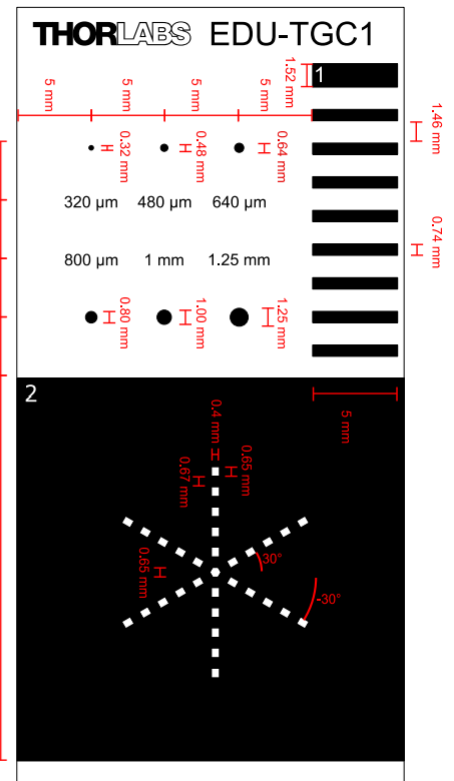 THORLABS EDU-TGC1
1
1.52 mm
5 mm
5 mm
5 mm
5 mm
1.46 mm
0.32 mm
0.48 mm
0.64 mm
320 µm 480 µm 640 µm
0.74 mm
800 µm 1 mm 1.25 mm
0.80 mm
1.00 mm
1.25 mm
2
5 mm
0.4 mm
0.65 mm
0.67 mm
0.65 mm
30°
-30°